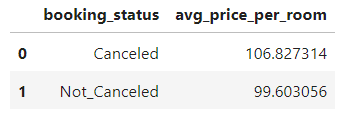 booking_status avg_price_per_room
0 Canceled 106.827314
1 Not_Canceled 99.603056